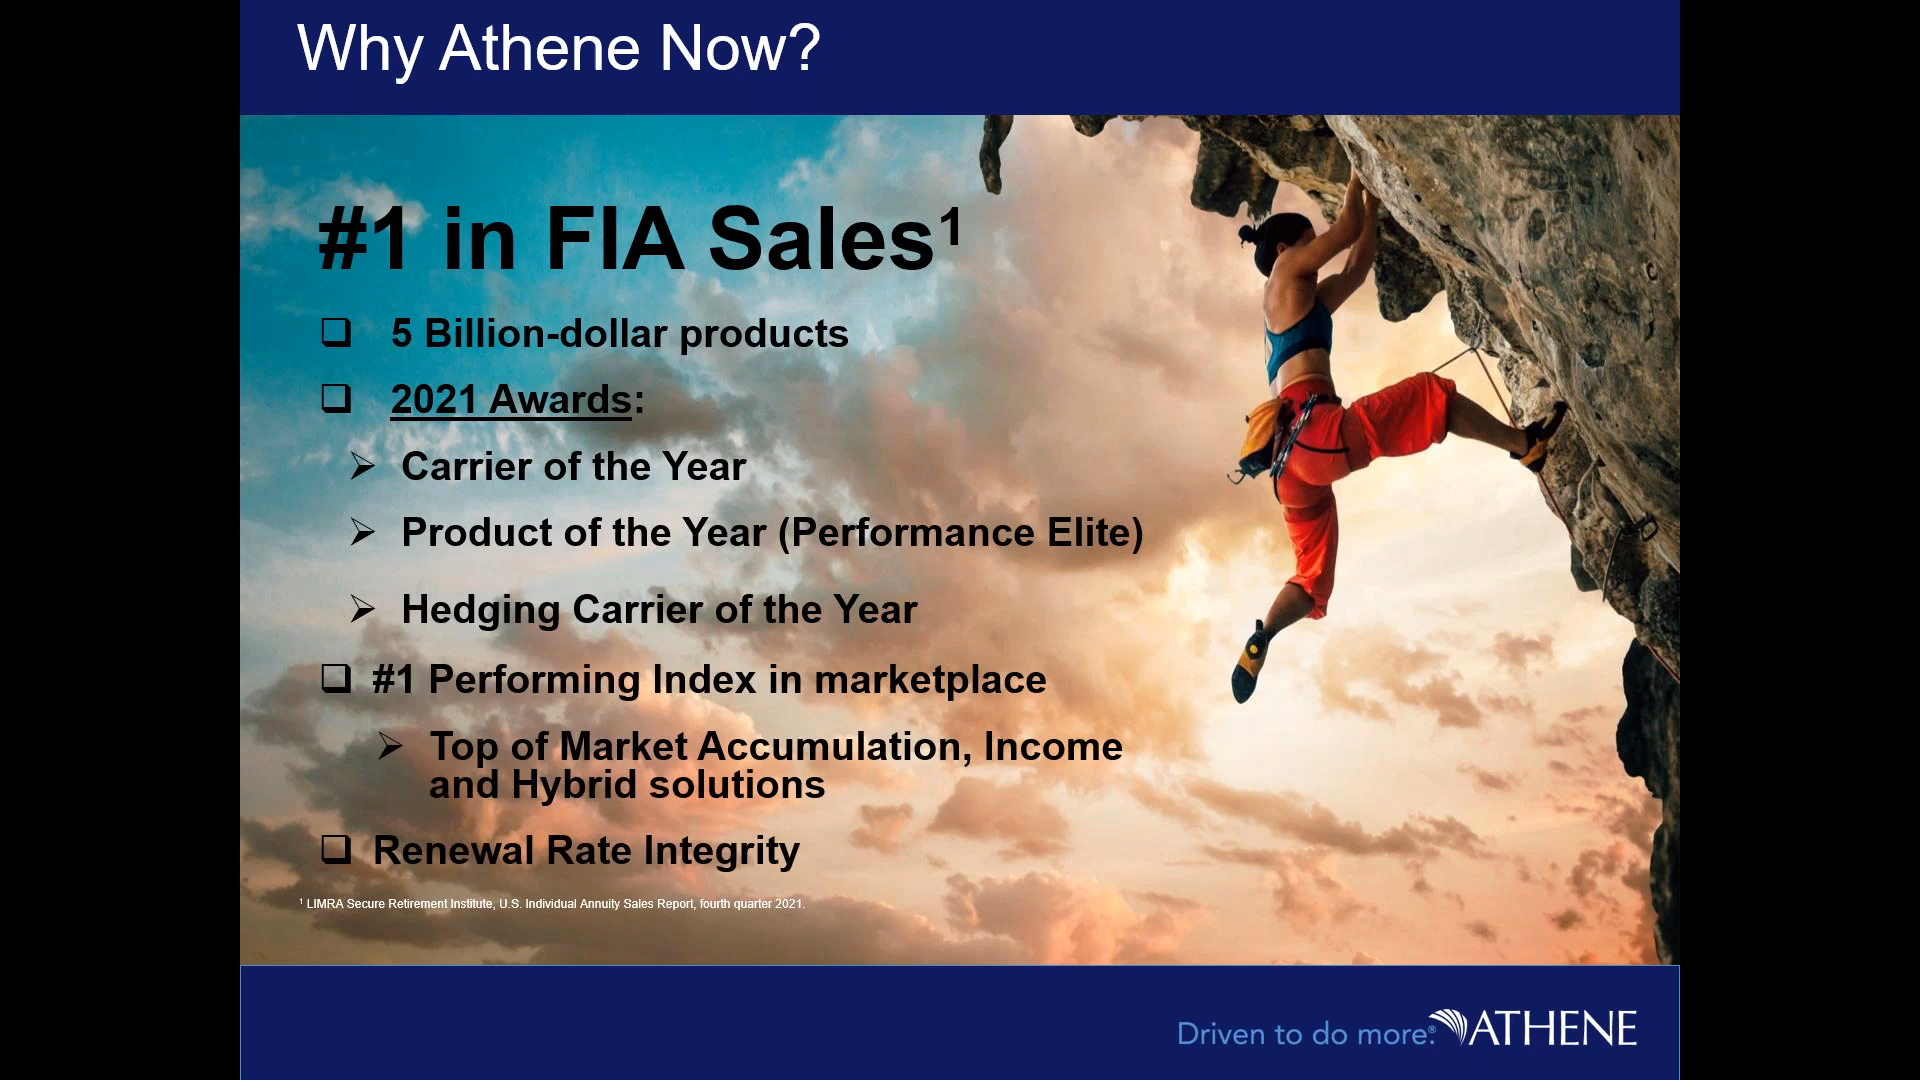 Why Athene Now?
#1 in FIA Sales¹
❑ 5 Billion-dollar products
❑ 2021 Awards:
➢ Carrier of the Year
➢ Product of the Year (Performance Elite)
➢ Hedging Carrier of the Year
❑ #1 Performing Index in marketplace
➢ Top of Market Accumulation, Income
and Hybrid solutions
❑ Renewal Rate Integrity
¹ LIMRA Secure Retirement Institute, U.S. Individual Annuity Sales Report, fourth quarter 2021.
Driven to do more.® ATHENE